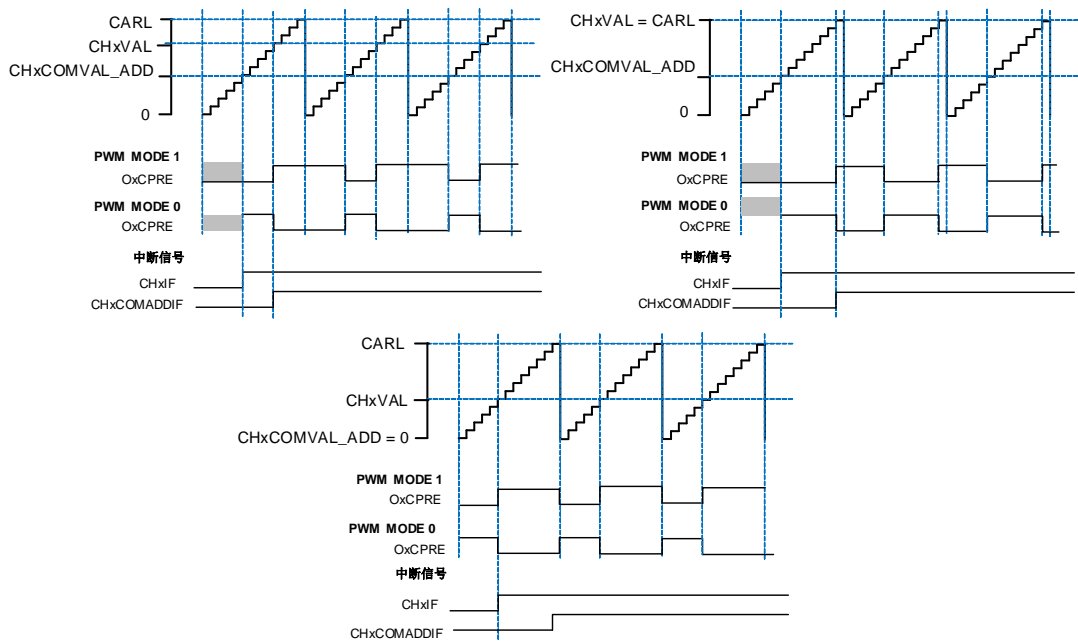 CARL
CHxVAL
CHxCOMVAL_ADD
0
PWM MODE 1
OxCPRE
PWM MODE 0
OxCPRE
中断信号
CHxIF
CHxCOMADDIF
CHxVAL = CARL
CHxCOMVAL_ADD
0
PWM MODE 1
OxCPRE
PWM MODE 0
OxCPRE
中断信号
CHxIF
CHxCOMADDIF
CARL
CHxVAL
CHxCOMVAL_ADD = 0
PWM MODE 1
OxCPRE
PWM MODE 0
OxCPRE
中断信号
CHxIF
CHxCOMADDIF